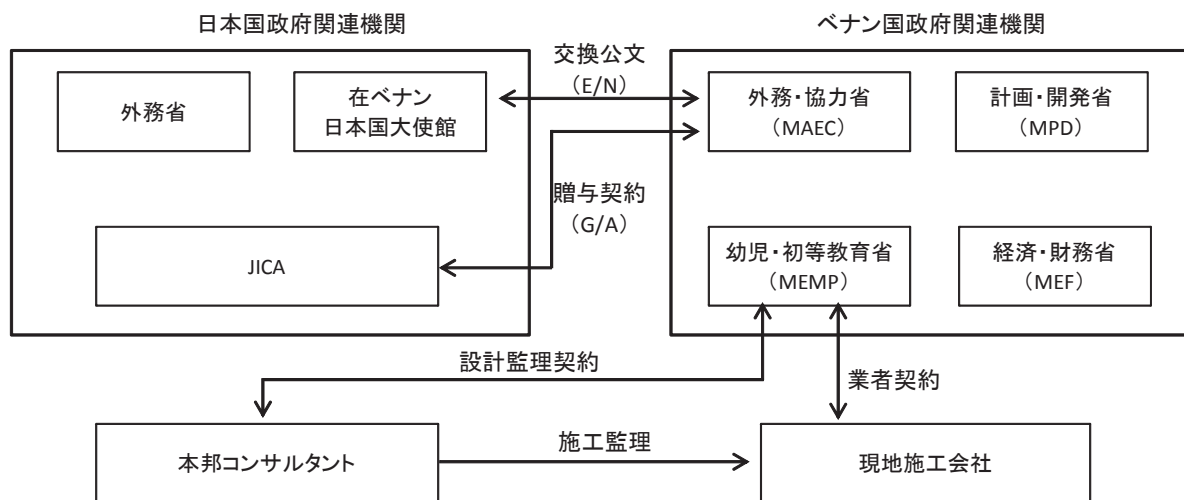 日本国政府関連機関
ベナン国政府関連機関
外務省
在ベナン
日本国大使館
交換公文
(E/N)
外務・協力省
(MAEC)
計画・開発省
(MPD)
贈与契約
(G/A)
JICA
幼児・初等教育省
(MEMP)
経済・財務省
(MEF)
設計監理契約
業者契約
本邦コンサルタント
施工監理
現地施工会社